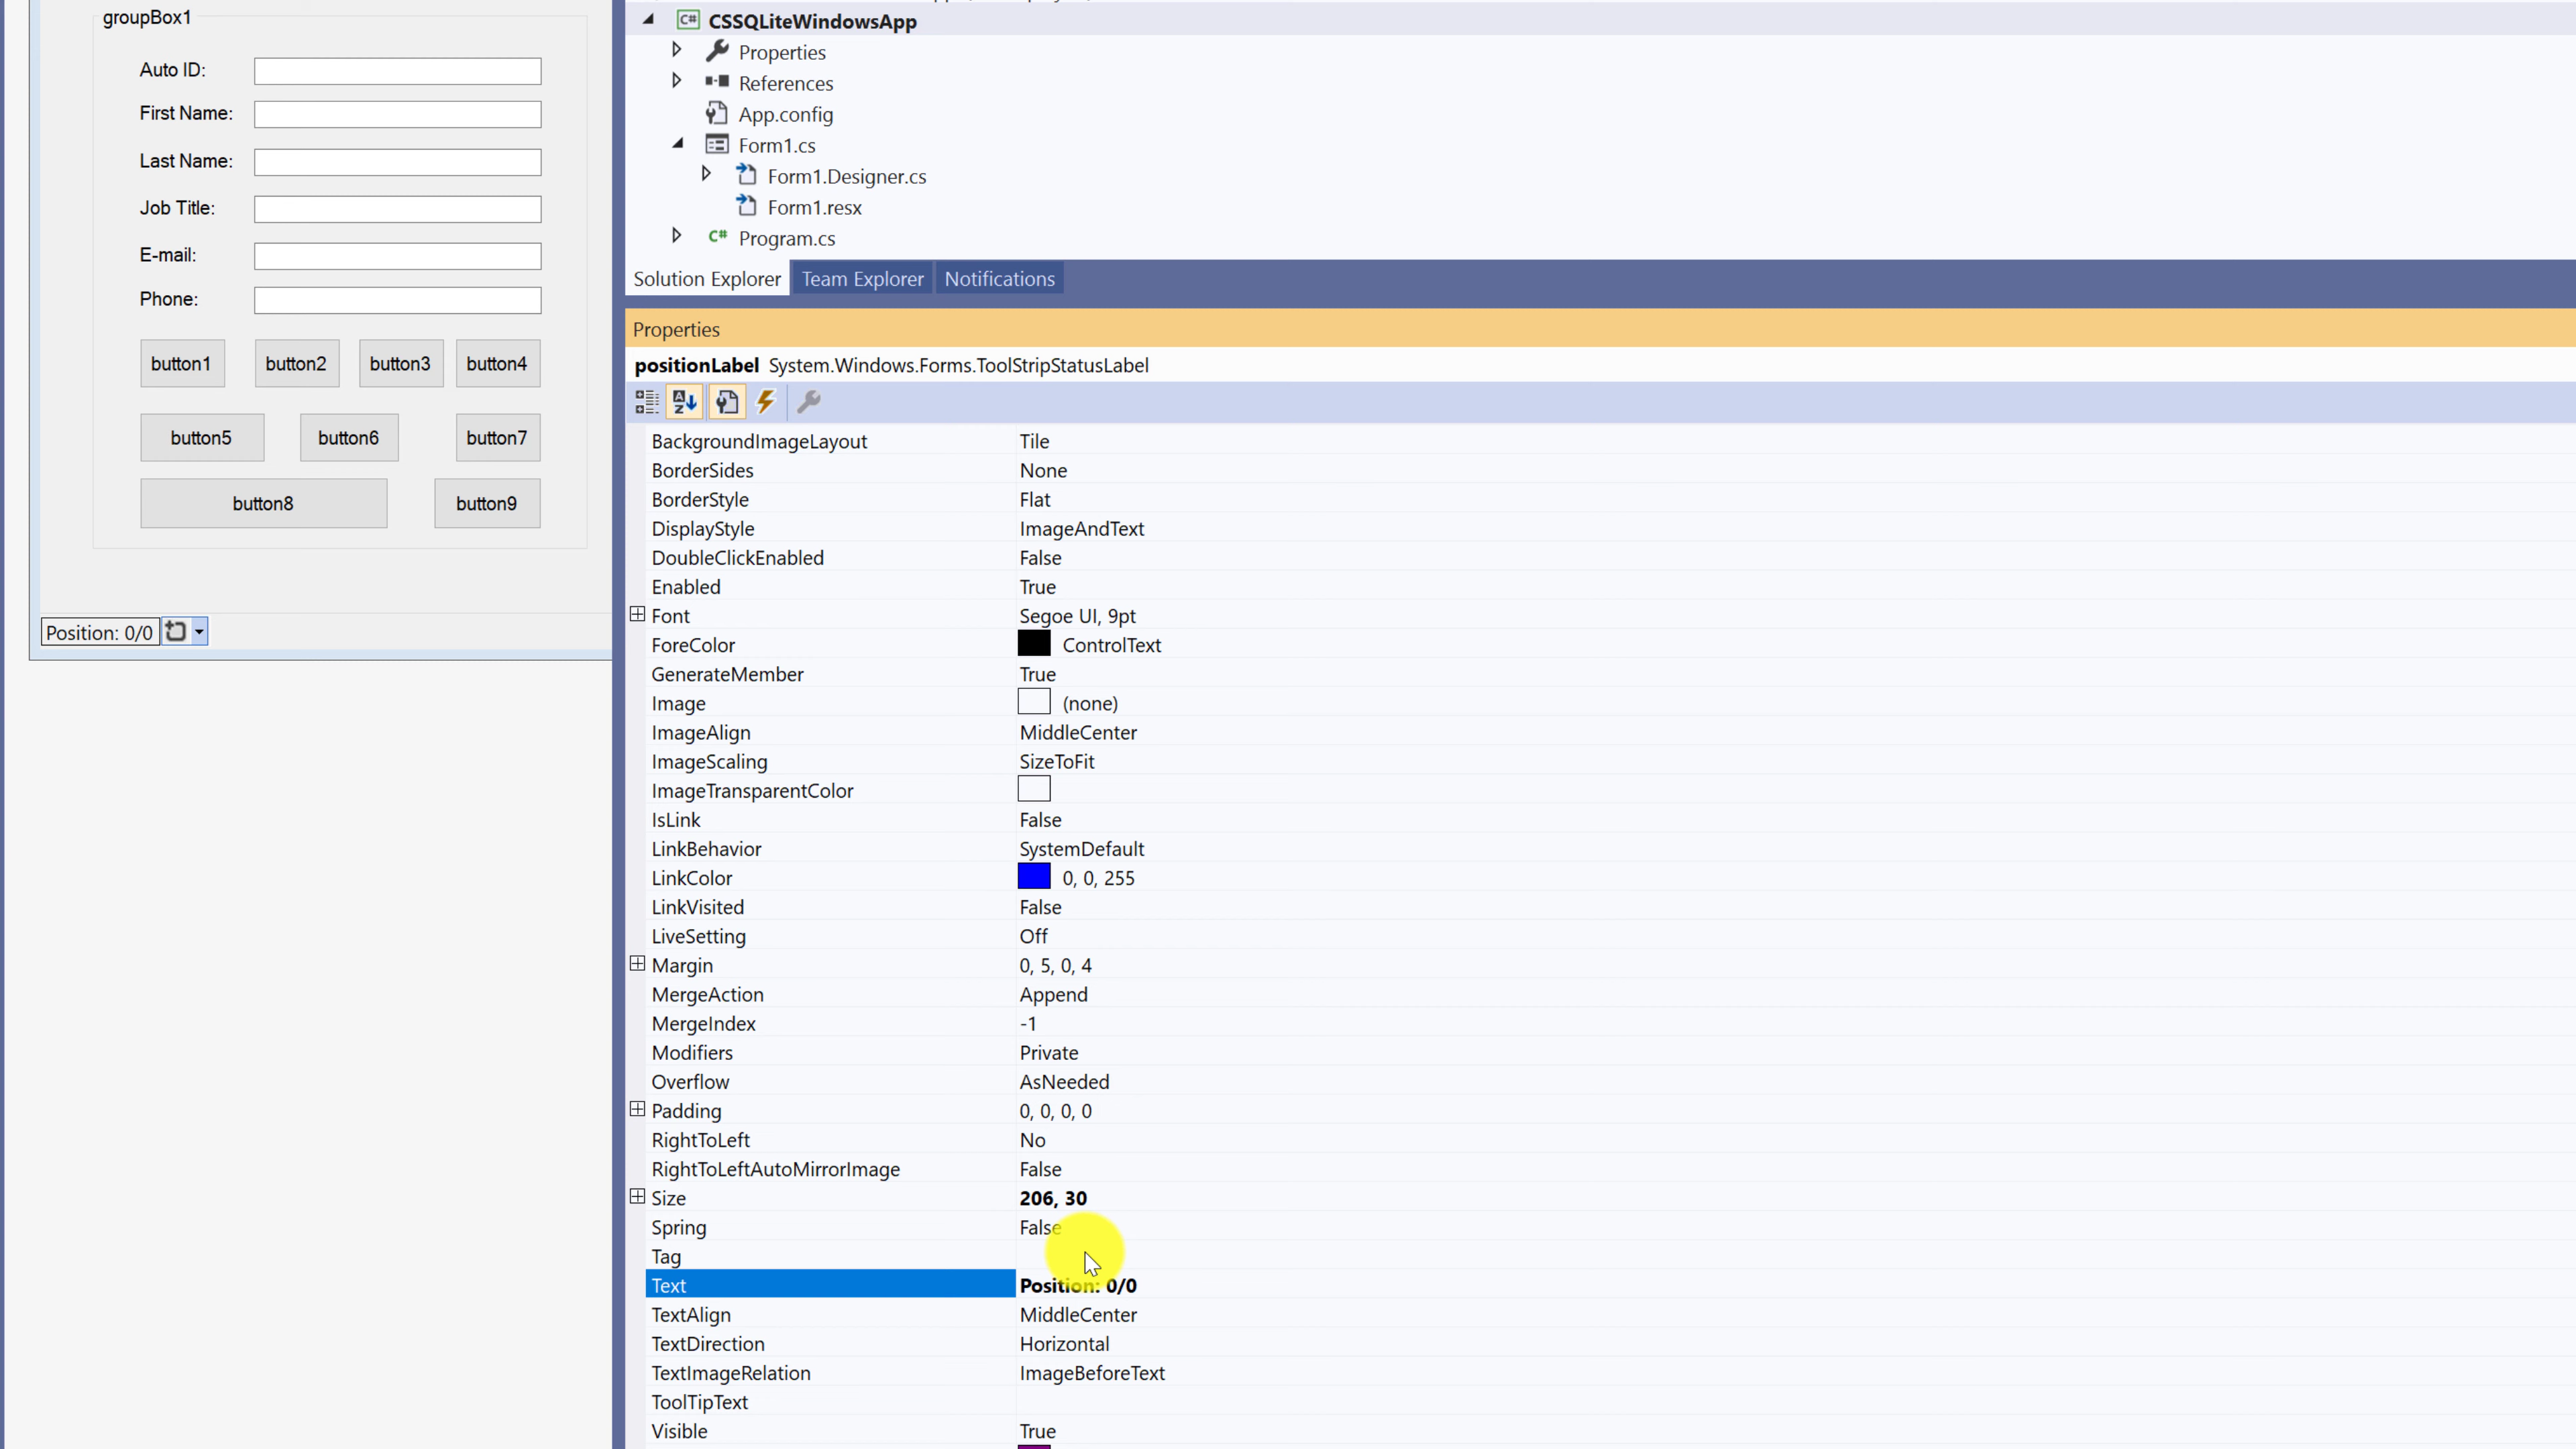 groupBox1
Auto ID:
First Name:
Last Name:
Job Title:
E-mail:
Phone:
button1 button2 button3 button4
button5 button6 button7
button8 button9
Position: 0/0
CSSQLiteWindowsApp
Properties
References
App.config
Form1.cs
Form1.Designer.cs
Form1.resx
Program.cs
Solution Explorer Team Explorer Notifications
Properties
positionLabel System.Windows.Forms.ToolStripStatusLabel
BackgroundImageLayout Tile
BorderSides None
BorderStyle Flat
DisplayStyle ImageAndText
DoubleClickEnabled False
Enabled True
Font Segoe UI, 9pt
ForeColor ControlText
GenerateMember True
Image (none)
ImageAlign MiddleCenter
ImageScaling SizeToFit
ImageTransparentColor
IsLink False
LinkBehavior SystemDefault
LinkColor 0, 0, 255
LinkVisited False
LiveSetting Off
Margin 0, 5, 0, 4
MergeAction Append
MergeIndex -1
Modifiers Private
Overflow AsNeeded
Padding 0, 0, 0, 0
RightToLeft No
RightToLeftAutoMirrorImage False
Size 206, 30
Spring False
Tag
Text Position: 0/0
TextAlign MiddleCenter
TextDirection Horizontal
TextImageRelation ImageBeforeText
ToolTipText
Visible True